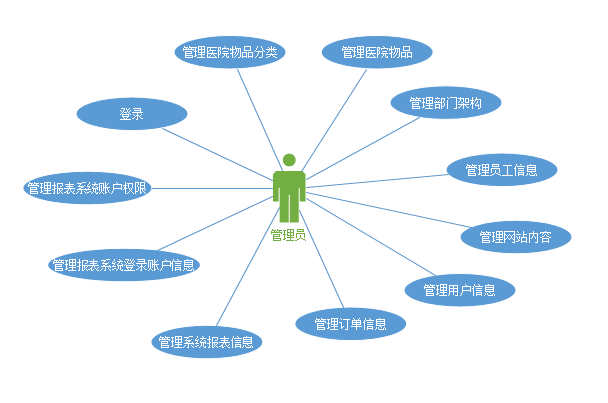 管理医院物品分类
管理医院物品
管理部门架构
登录
管理员工信息
管理报表系统账户权限
管理员
管理网站内容
管理报表系统登录账户信息
管理用户信息
管理订单信息
管理系统报表信息